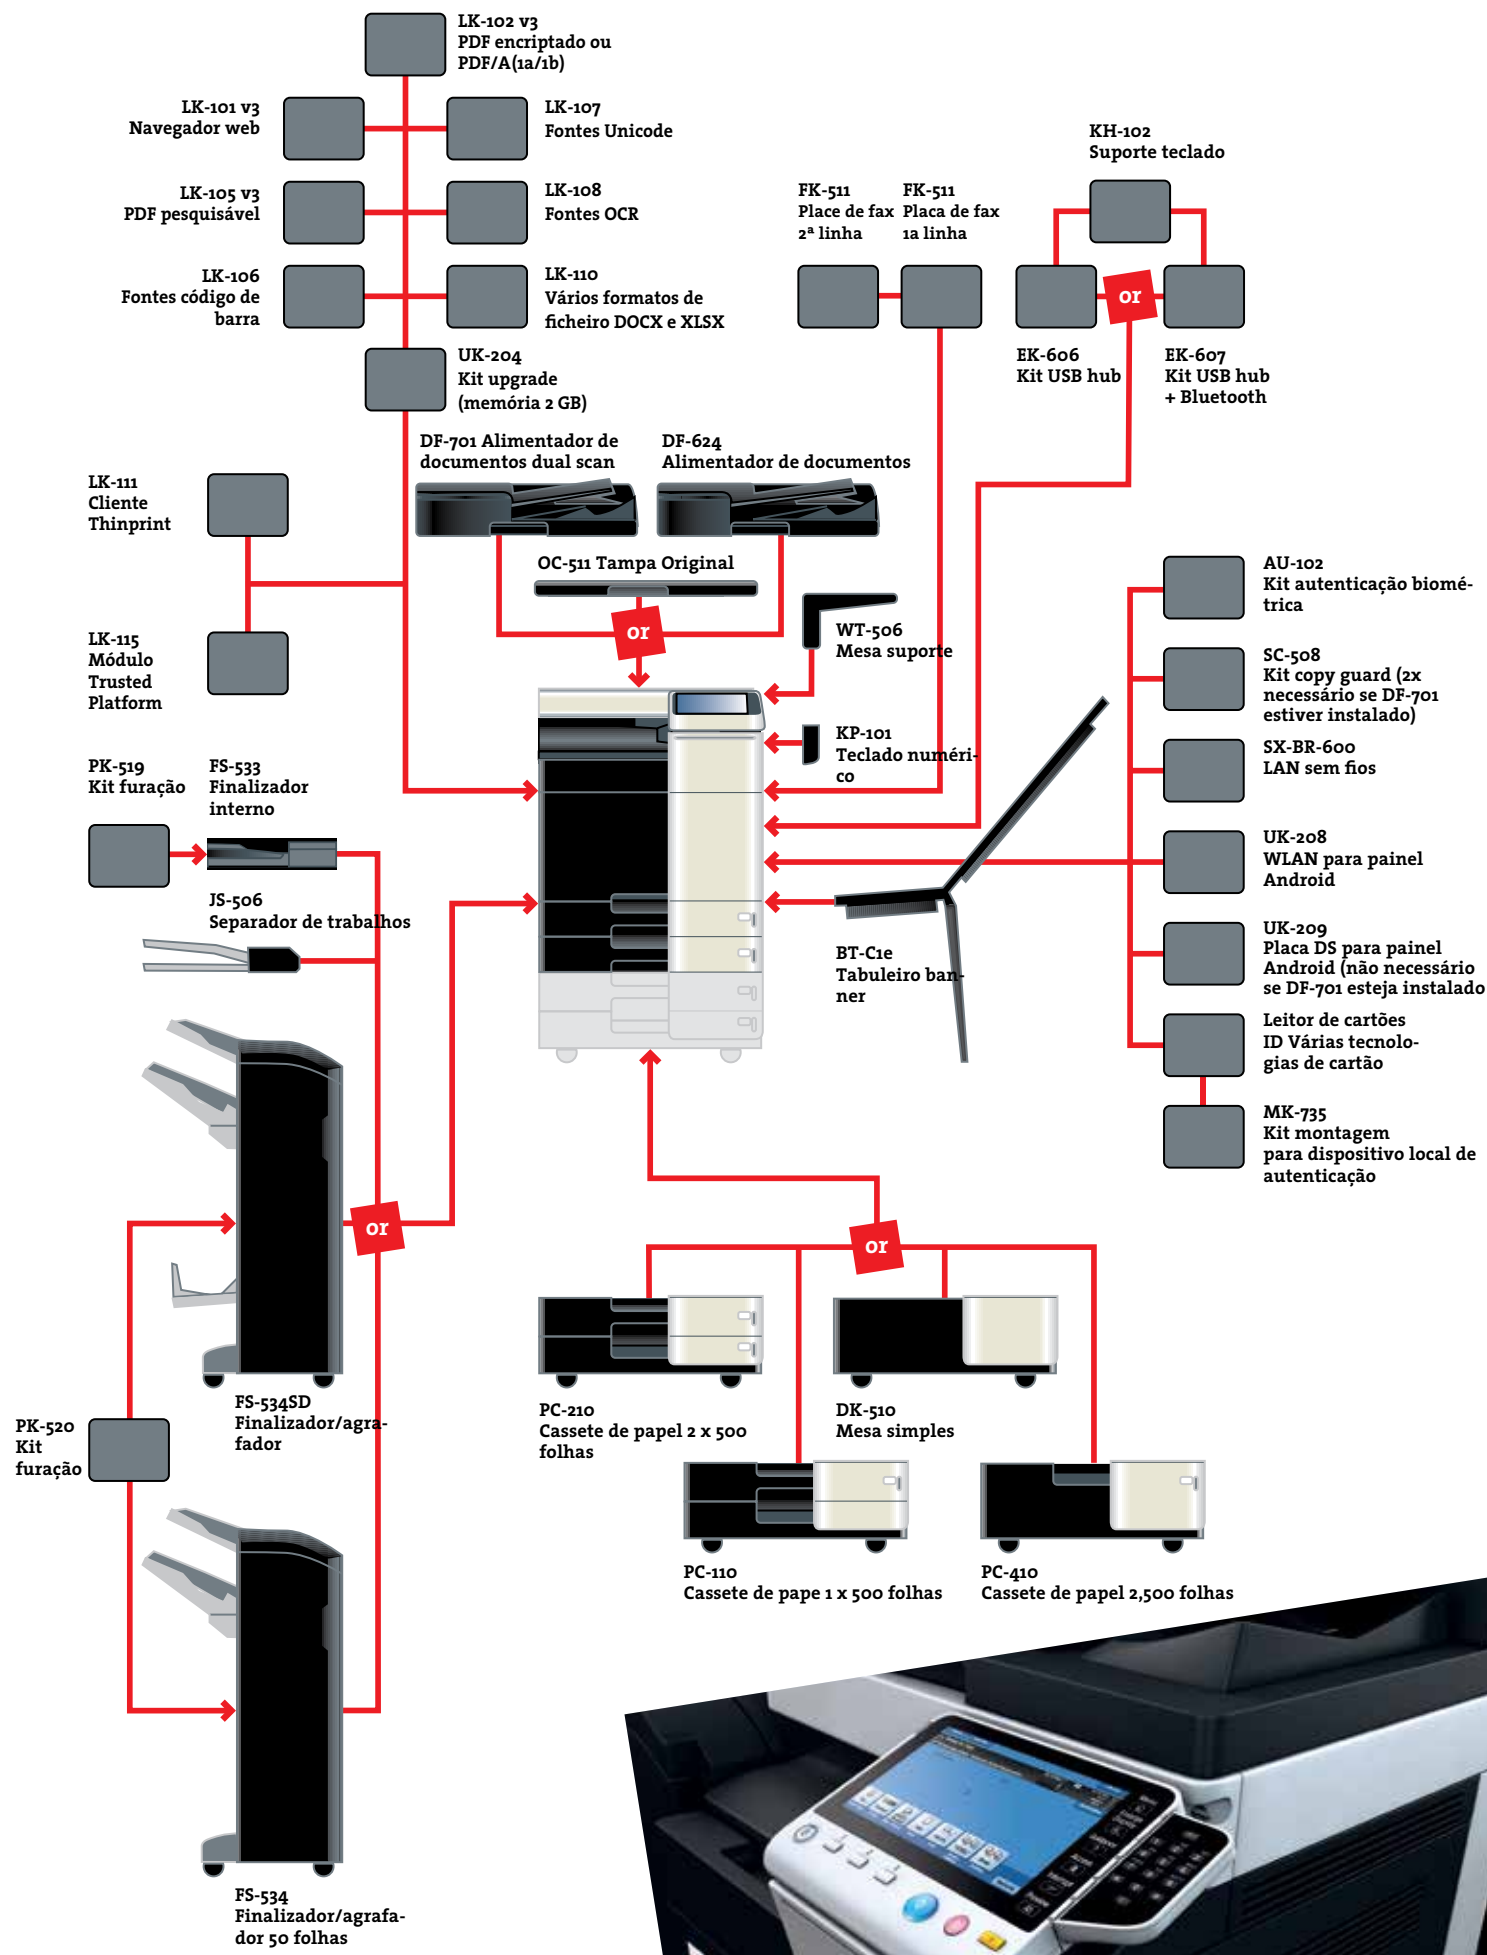 LK-102 v3
PDF encriptado ou
PDF/A(1a/1b)
LK-101 v3
Navegador web
LK-107
Fontes Unicode
LK-105 v3
PDF pesquisável
LK-108
Fontes OCR
LK-106
Fontes código de
barra
LK-110
Vários formatos de
ficheiro DOCX e XLSX
UK-204
Kit upgrade
(memória 2 GB)
FK-511
Place de fax
2ª linha
FK-511
Placa de fax
1a linha
KH-102
Suporte teclado
or
EK-606
Kit USB hub
EK-607
Kit USB hub
+ Bluetooth
DF-701 Alimentador de
documentos dual scan
DF-624
Alimentador de documentos
OC-511 Tampa Original
or
LK-111
Cliente
Thinprint
LK-115
Módulo
Trusted
Platform
WT-506
Mesa suporte
KP-101
Teclado numéri-
co
AU-102
Kit autenticação biomé-
trica
SC-508
Kit copy guard (2x
necessário se DF-701
estiver instalado)
SX-BR-600
LAN sem fios
UK-208
WLAN para painel
Android
UK-209
Placa DS para painel
Android (não necessário
se DF-701 esteja instalado
Leitor de cartões
ID Várias tecnolo-
gias de cartão
MK-735
Kit montagem
para dispositivo local de
autenticação
PK-519
Kit furação
FS-533
Finalizador
interno
JS-506
Separador de trabalhos
BT-C1e
Tabuleiro ban-
ner
or
or
FS-534SD
Finalizador/agra-
fador
PK-520
Kit
furação
PC-210
Cassete de papel 2 x 500
folhas
DK-510
Mesa simples
PC-110
Cassete de pape 1 x 500 folhas
PC-410
Cassete de papel 2,500 folhas
FS-534
Finalizador/agrafa-
dor 50 folhas